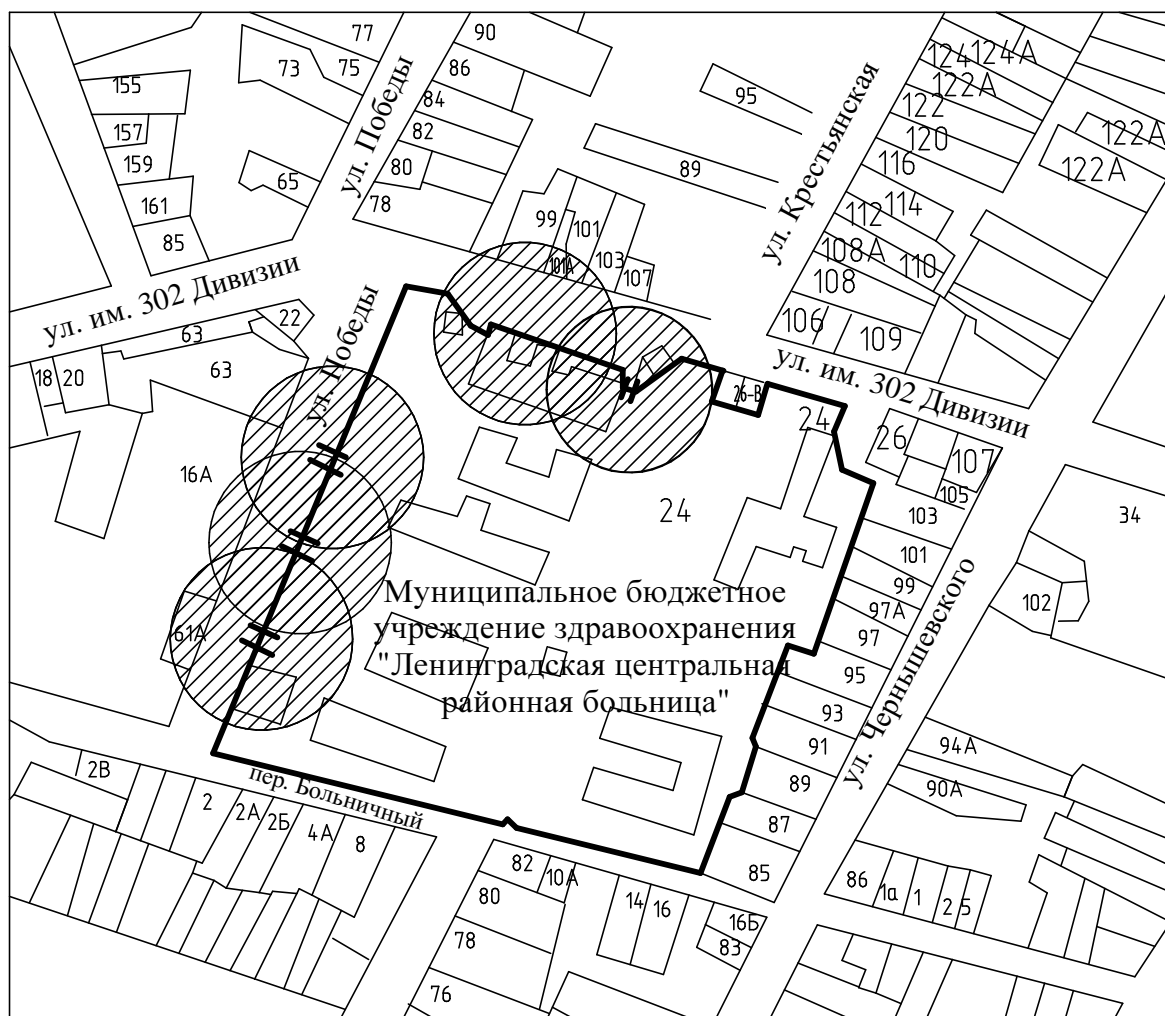 77
90
155
73
75
86
84
82
80
78
ул. Победы
95
89
ул. Крестьянская
124
124А
122А
122
120
116
114
112
108А
110
108
106
109
122А
122А
157
159
161
85
65
99
101
101А
103
107
ул. им. 302 Дивизии
63
22
63
18
20
ул. Победы
ул. им. 302 Дивизии
26-В
24
26
107
105
103
34
16А
24
101
99
97А
97
95
93
91
89
87
85
102
61А
Муниципальное бюджетное
учреждение здравоохранения
"Ленинградская центральная
районная больница"
ул. Чернышевского
94А
90А
2В
2
2А
2Б
4А
8
пер. Больничный
82
10А
80
78
76
14
16
16Б
83
86
1а
1
2
5